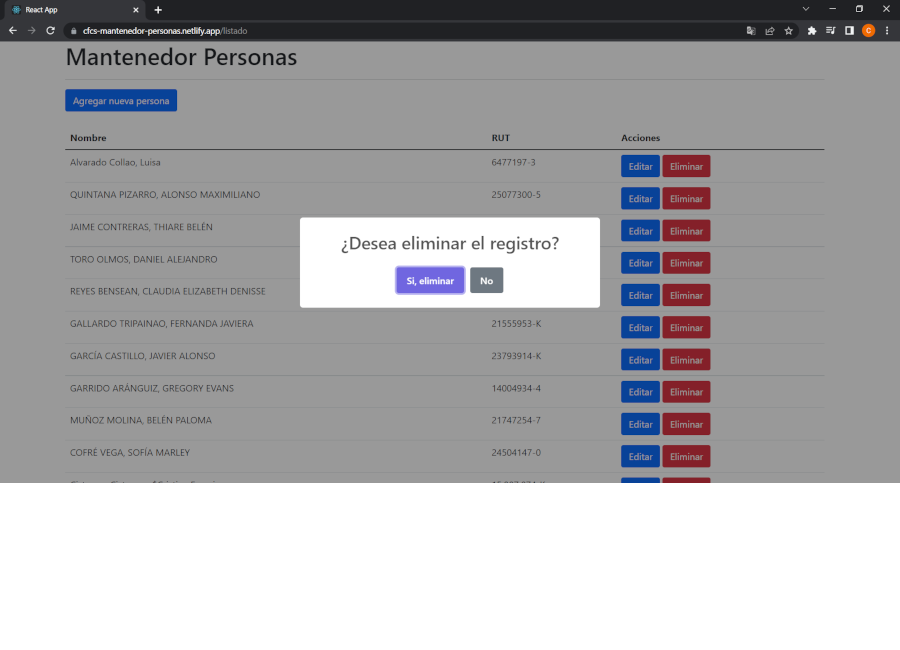 React App
cfcs-mantenedor-personas.netlify.app/listado
C
Mantenedor Personas
Agregar nueva persona
Nombre RUT Acciones
Alvarado Collao, Luisa 6477197-3 Editar Eliminar
QUINTANA PIZARRO, ALONSO MAXIMILIANO 25077300-5 Editar Eliminar
JAIME CONTRERAS, THIARE BELÉN Editar Eliminar
¿Desea eliminar el registro?
TORO OLMOS, DANIEL ALEJANDRO Editar Eliminar
Si, eliminar No
REYES BENSEAN, CLAUDIA ELIZABETH DENISSE Editar Eliminar
GALLARDO TRIPAINAO, FERNANDA JAVIERA 21555953-K Editar Eliminar
GARCÍA CASTILLO, JAVIER ALONSO 23793914-K Editar Eliminar
GARRIDO ARÁNGUIZ, GREGORY EVANS 14004934-4 Editar Eliminar
MUÑOZ MOLINA, BELÉN PALOMA 21747254-7 Editar Eliminar
COFRÉ VEGA, SOFÍA MARLEY 24504147-0 Editar Eliminar